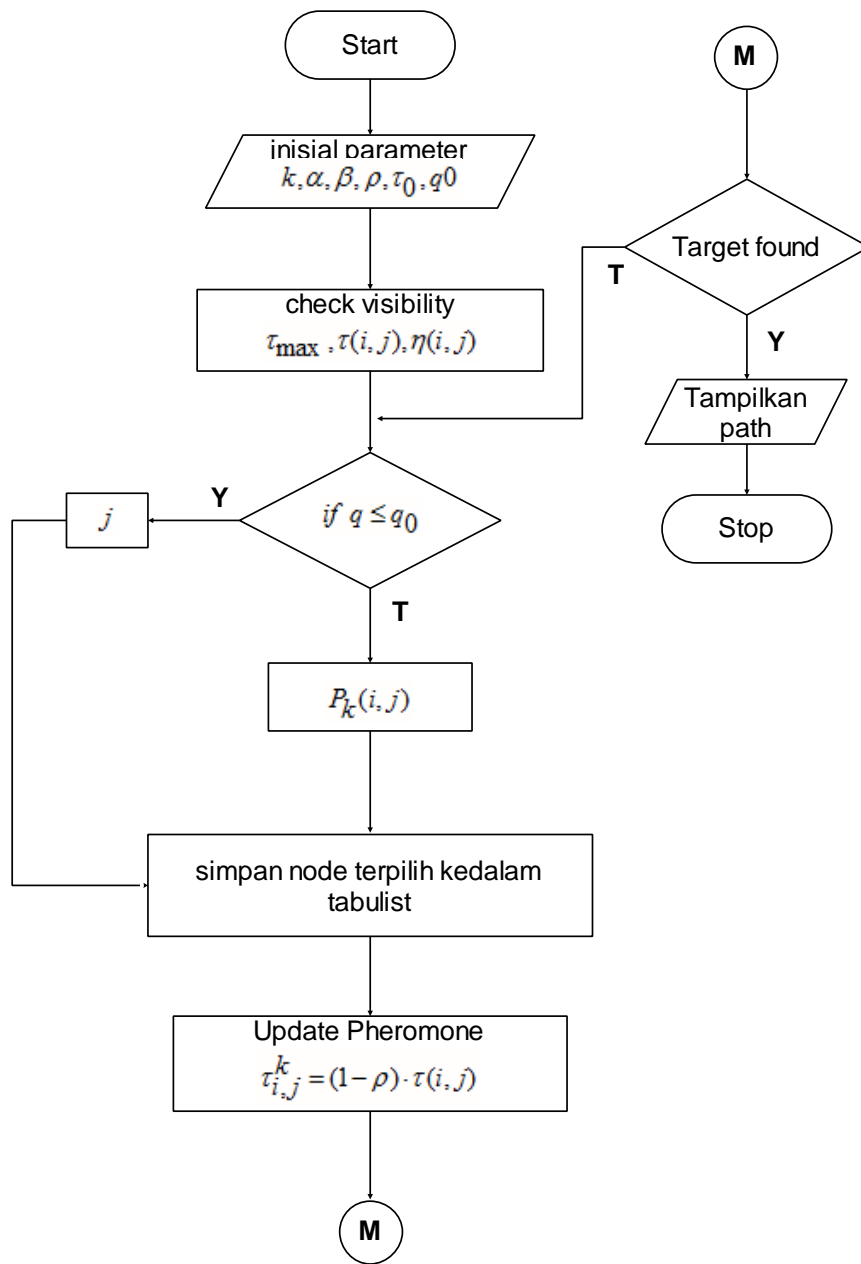 Start
inisial parameter
k, α, β, ρ, τ₀, q0
check visibility
τmax , τ(i, j), η(i, j)
if q ≤ q₀
Y
j
T
Pₖ(i, j)
simpan node terpilih kedalam
tabulist
Update Pheromone
τᵏᵢ,ⱼ = (1 − ρ) · τ(i, j)
M
M
Target found
T
Y
Tampilkan
path
Stop